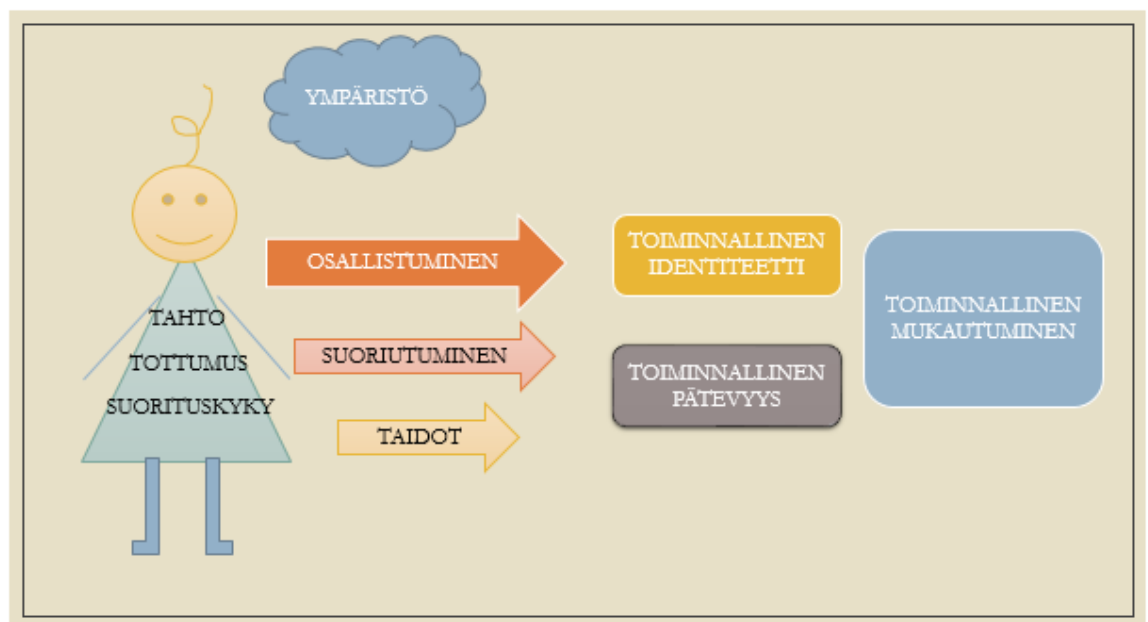 YMPÄRISTÖ
TAHTO
TOTTUMUS
SUORITUSKYKY
OSALLISTUMINEN
SUORIUTUMINEN
TAIDOT
TOIMINNALLINEN
IDENTITEETTI
TOIMINNALLINEN
PÄTEVYYS
TOIMINNALLINEN
MUKAUTUMINEN